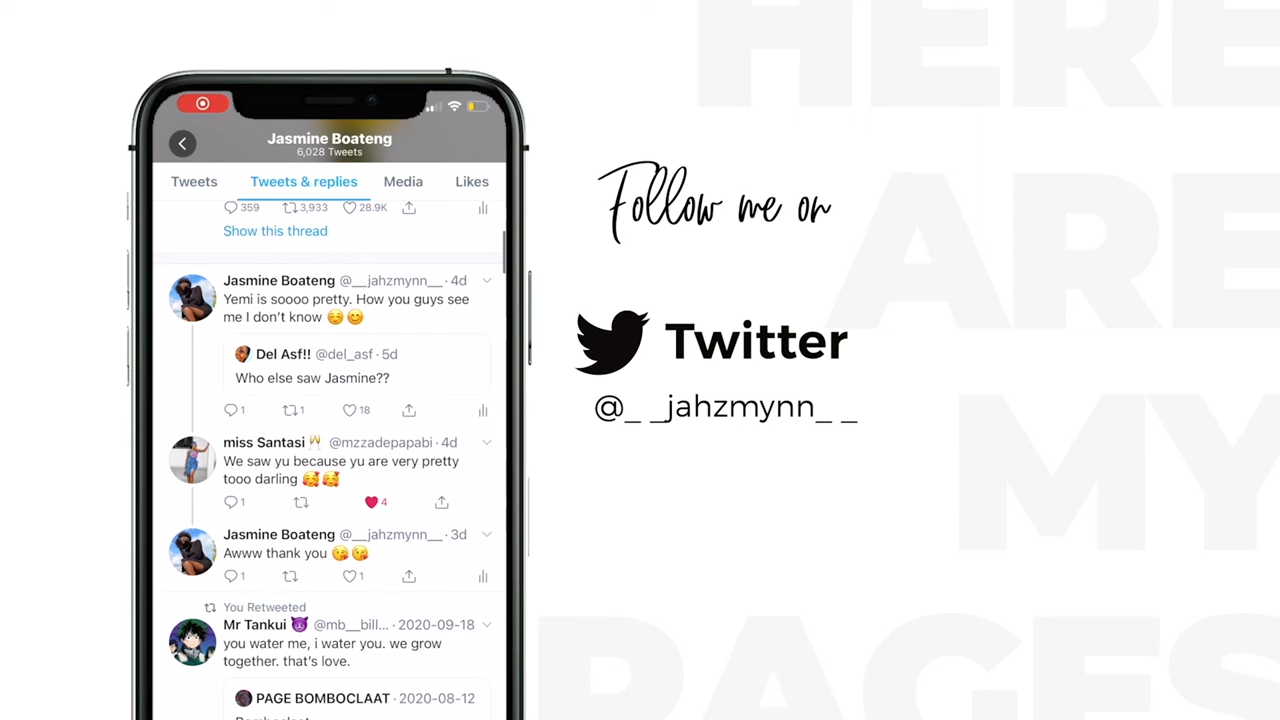 HERE
ARE
MY
PAGES
Jasmine Boateng
6,028 Tweets
Tweets Tweets & replies Media Likes
359 3,933 28.9K
Show this thread
Jasmine Boateng @__jahzmynn__ · 4d
Yemi is soooo pretty. How you guys see
me I don't know ☺️😊
Del Asf!! @del_asf · 5d
Who else saw Jasmine??
1 1 18
miss Santasi 🥂 @mzzadepapabi · 4d
We saw yu because yu are very pretty
tooo darling 🥰🥰
1 4
Jasmine Boateng @__jahzmynn__ · 3d
Awww thank you 😘😘
1 1
You Retweeted
Mr Tankui 😈 @mb__bill... · 2020-09-18
you water me, i water you. we grow
together. that's love.
PAGE BOMBOCLAAT · 2020-08-12
Bomboclaat
Follow me on
Twitter
@_ _jahzmynn_ _